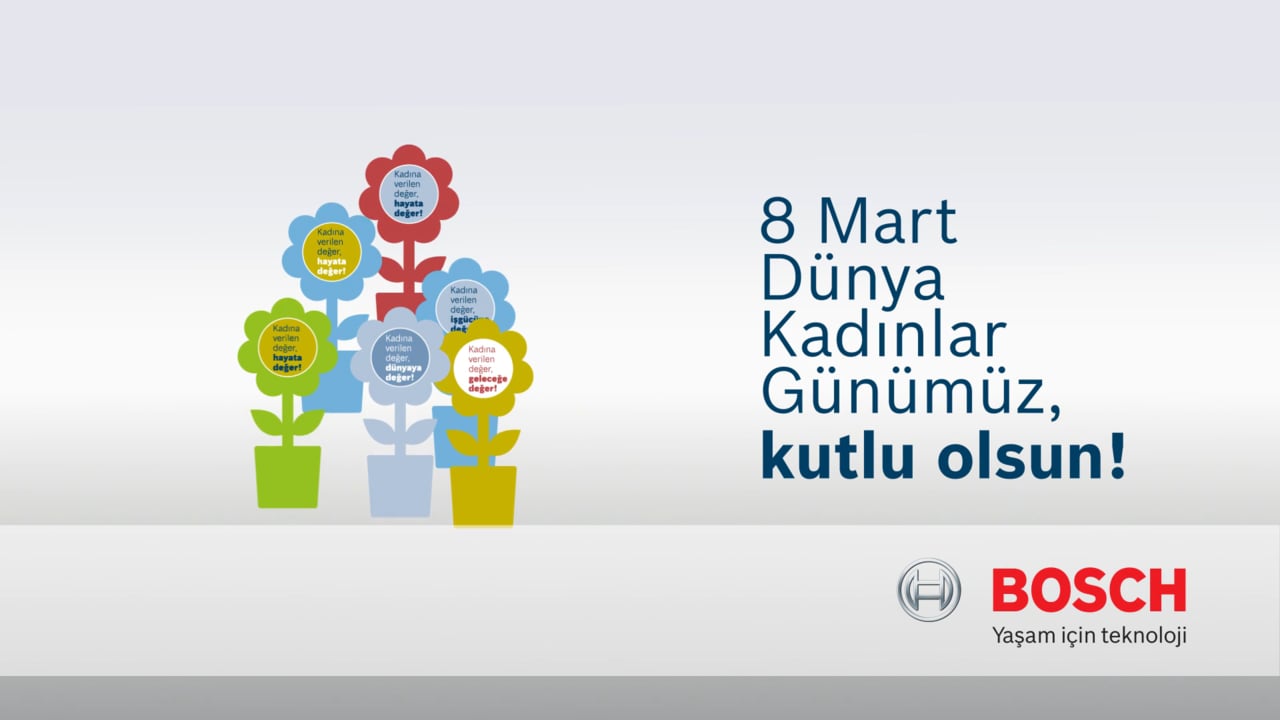 Kadına
verilen
değer,
hayata
değer!
Kadına
verilen
değer,
hayata
değer!
Kadına
verilen
değer,
işgücüne
Kadına
verilen
değer,
hayata
değer!
Kadına
verilen
değer,
dünyaya
değer!
Kadına
verilen
değer,
geleceğe
değer!
8 Mart
Dünya
Kadınlar
Günümüz,
kutlu olsun!
BOSCH
Yaşam için teknoloji